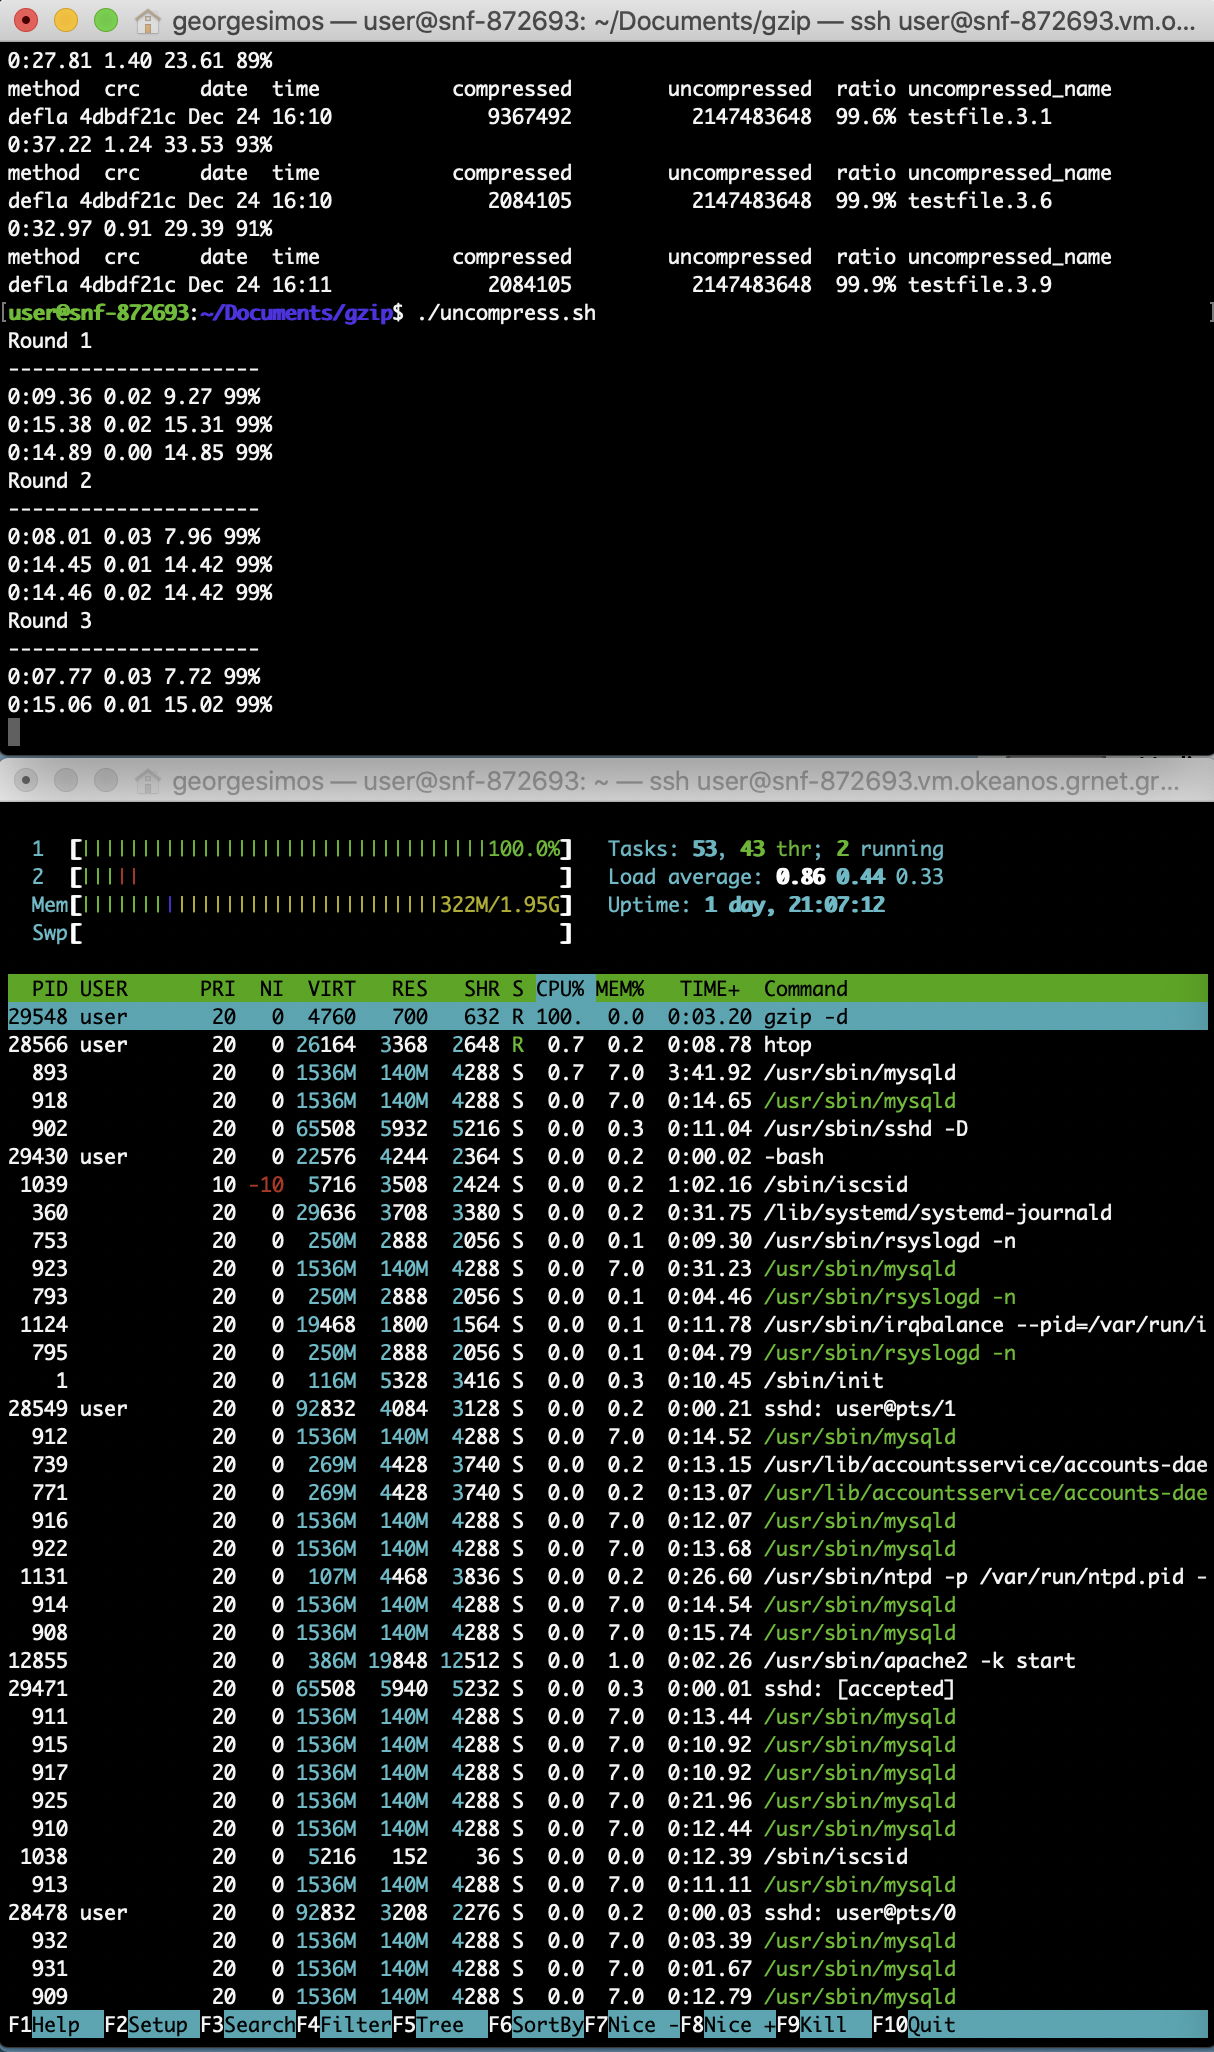 georgesimos — user@snf-872693: ~/Documents/gzip — ssh user@snf-872693.vm.o...
0:27.81 1.40 23.61 89%
method  crc     date  time           compressed        uncompressed  ratio uncompressed_name
defla 4dbdf21c Dec 24 16:10             9367492          2147483648  99.6% testfile.3.1
0:37.22 1.24 33.53 93%
method  crc     date  time           compressed        uncompressed  ratio uncompressed_name
defla 4dbdf21c Dec 24 16:10             2084105          2147483648  99.9% testfile.3.6
0:32.97 0.91 29.39 91%
method  crc     date  time           compressed        uncompressed  ratio uncompressed_name
defla 4dbdf21c Dec 24 16:11             2084105          2147483648  99.9% testfile.3.9
[user@snf-872693:~/Documents/gzip$ ./uncompress.sh ]
Round 1
---------------------
0:09.36 0.02 9.27 99%
0:15.38 0.02 15.31 99%
0:14.89 0.00 14.85 99%
Round 2
---------------------
0:08.01 0.03 7.96 99%
0:14.45 0.01 14.42 99%
0:14.46 0.02 14.42 99%
Round 3
---------------------
0:07.77 0.03 7.72 99%
0:15.06 0.01 15.02 99%
georgesimos — user@snf-872693: ~ — ssh user@snf-872693.vm.okeanos.grnet.gr...
1 [||||||||||||||||||||||||||||||||||100.0%] Tasks: 53, 43 thr; 2 running
2 [||||| ] Load average: 0.86 0.44 0.33
Mem[||||||||||||||||||||||||||||||322M/1.95G] Uptime: 1 day, 21:07:12
Swp[ ]
PID USER PRI NI VIRT RES SHR S CPU% MEM% TIME+ Command
29548 user 20 0 4760 700 632 R 100. 0.0 0:03.20 gzip -d
28566 user 20 0 26164 3368 2648 R 0.7 0.2 0:08.78 htop
893 20 0 1536M 140M 4288 S 0.7 7.0 3:41.92 /usr/sbin/mysqld
918 20 0 1536M 140M 4288 S 0.0 7.0 0:14.65 /usr/sbin/mysqld
902 20 0 65508 5932 5216 S 0.0 0.3 0:11.04 /usr/sbin/sshd -D
29430 user 20 0 22576 4244 2364 S 0.0 0.2 0:00.02 -bash
1039 10 -10 5716 3508 2424 S 0.0 0.2 1:02.16 /sbin/iscsid
360 20 0 29636 3708 3380 S 0.0 0.2 0:31.75 /lib/systemd/systemd-journald
753 20 0 250M 2888 2056 S 0.0 0.1 0:09.30 /usr/sbin/rsyslogd -n
923 20 0 1536M 140M 4288 S 0.0 7.0 0:31.23 /usr/sbin/mysqld
793 20 0 250M 2888 2056 S 0.0 0.1 0:04.46 /usr/sbin/rsyslogd -n
1124 20 0 19468 1800 1564 S 0.0 0.1 0:11.78 /usr/sbin/irqbalance --pid=/var/run/i
795 20 0 250M 2888 2056 S 0.0 0.1 0:04.79 /usr/sbin/rsyslogd -n
1 20 0 116M 5328 3416 S 0.0 0.3 0:10.45 /sbin/init
28549 user 20 0 92832 4084 3128 S 0.0 0.2 0:00.21 sshd: user@pts/1
912 20 0 1536M 140M 4288 S 0.0 7.0 0:14.52 /usr/sbin/mysqld
739 20 0 269M 4428 3740 S 0.0 0.2 0:13.15 /usr/lib/accountsservice/accounts-dae
771 20 0 269M 4428 3740 S 0.0 0.2 0:13.07 /usr/lib/accountsservice/accounts-dae
916 20 0 1536M 140M 4288 S 0.0 7.0 0:12.07 /usr/sbin/mysqld
922 20 0 1536M 140M 4288 S 0.0 7.0 0:13.68 /usr/sbin/mysqld
1131 20 0 107M 4468 3836 S 0.0 0.2 0:26.60 /usr/sbin/ntpd -p /var/run/ntpd.pid -
914 20 0 1536M 140M 4288 S 0.0 7.0 0:14.54 /usr/sbin/mysqld
908 20 0 1536M 140M 4288 S 0.0 7.0 0:15.74 /usr/sbin/mysqld
12855 20 0 386M 19848 12512 S 0.0 1.0 0:02.26 /usr/sbin/apache2 -k start
29471 20 0 65508 5940 5232 S 0.0 0.3 0:00.01 sshd: [accepted]
911 20 0 1536M 140M 4288 S 0.0 7.0 0:13.44 /usr/sbin/mysqld
915 20 0 1536M 140M 4288 S 0.0 7.0 0:10.92 /usr/sbin/mysqld
917 20 0 1536M 140M 4288 S 0.0 7.0 0:10.92 /usr/sbin/mysqld
925 20 0 1536M 140M 4288 S 0.0 7.0 0:21.96 /usr/sbin/mysqld
910 20 0 1536M 140M 4288 S 0.0 7.0 0:12.44 /usr/sbin/mysqld
1038 20 0 5216 152 36 S 0.0 0.0 0:12.39 /sbin/iscsid
913 20 0 1536M 140M 4288 S 0.0 7.0 0:11.11 /usr/sbin/mysqld
28478 user 20 0 92832 3208 2276 S 0.0 0.2 0:00.03 sshd: user@pts/0
932 20 0 1536M 140M 4288 S 0.0 7.0 0:03.39 /usr/sbin/mysqld
931 20 0 1536M 140M 4288 S 0.0 7.0 0:01.67 /usr/sbin/mysqld
909 20 0 1536M 140M 4288 S 0.0 7.0 0:12.79 /usr/sbin/mysqld
F1Help F2Setup F3SearchF4FilterF5Tree F6SortByF7Nice -F8Nice +F9Kill F10Quit